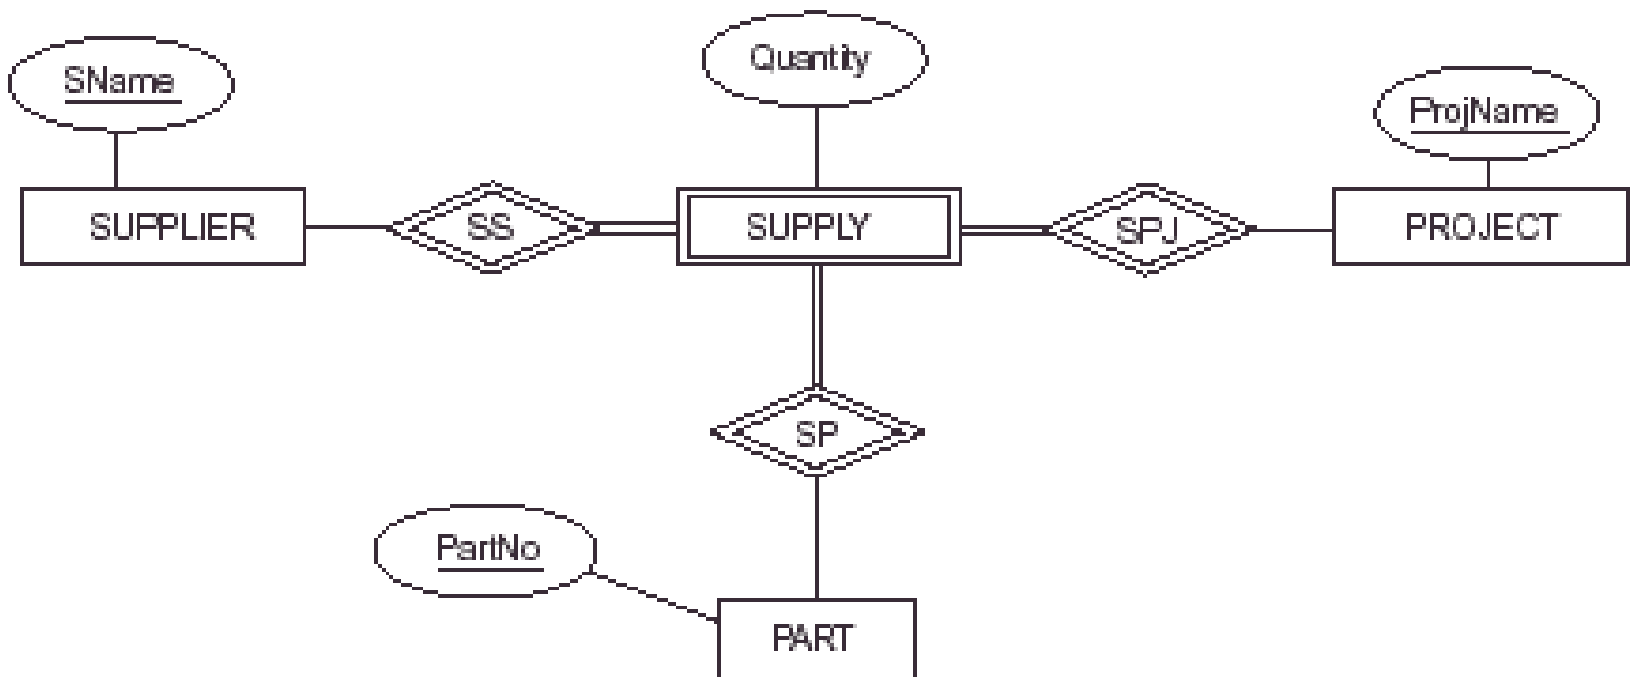 Quantity
SName
ProjName
SUPPLIER
SS
SUPPLY
SPJ
PROJECT
SP
PartNo
PART